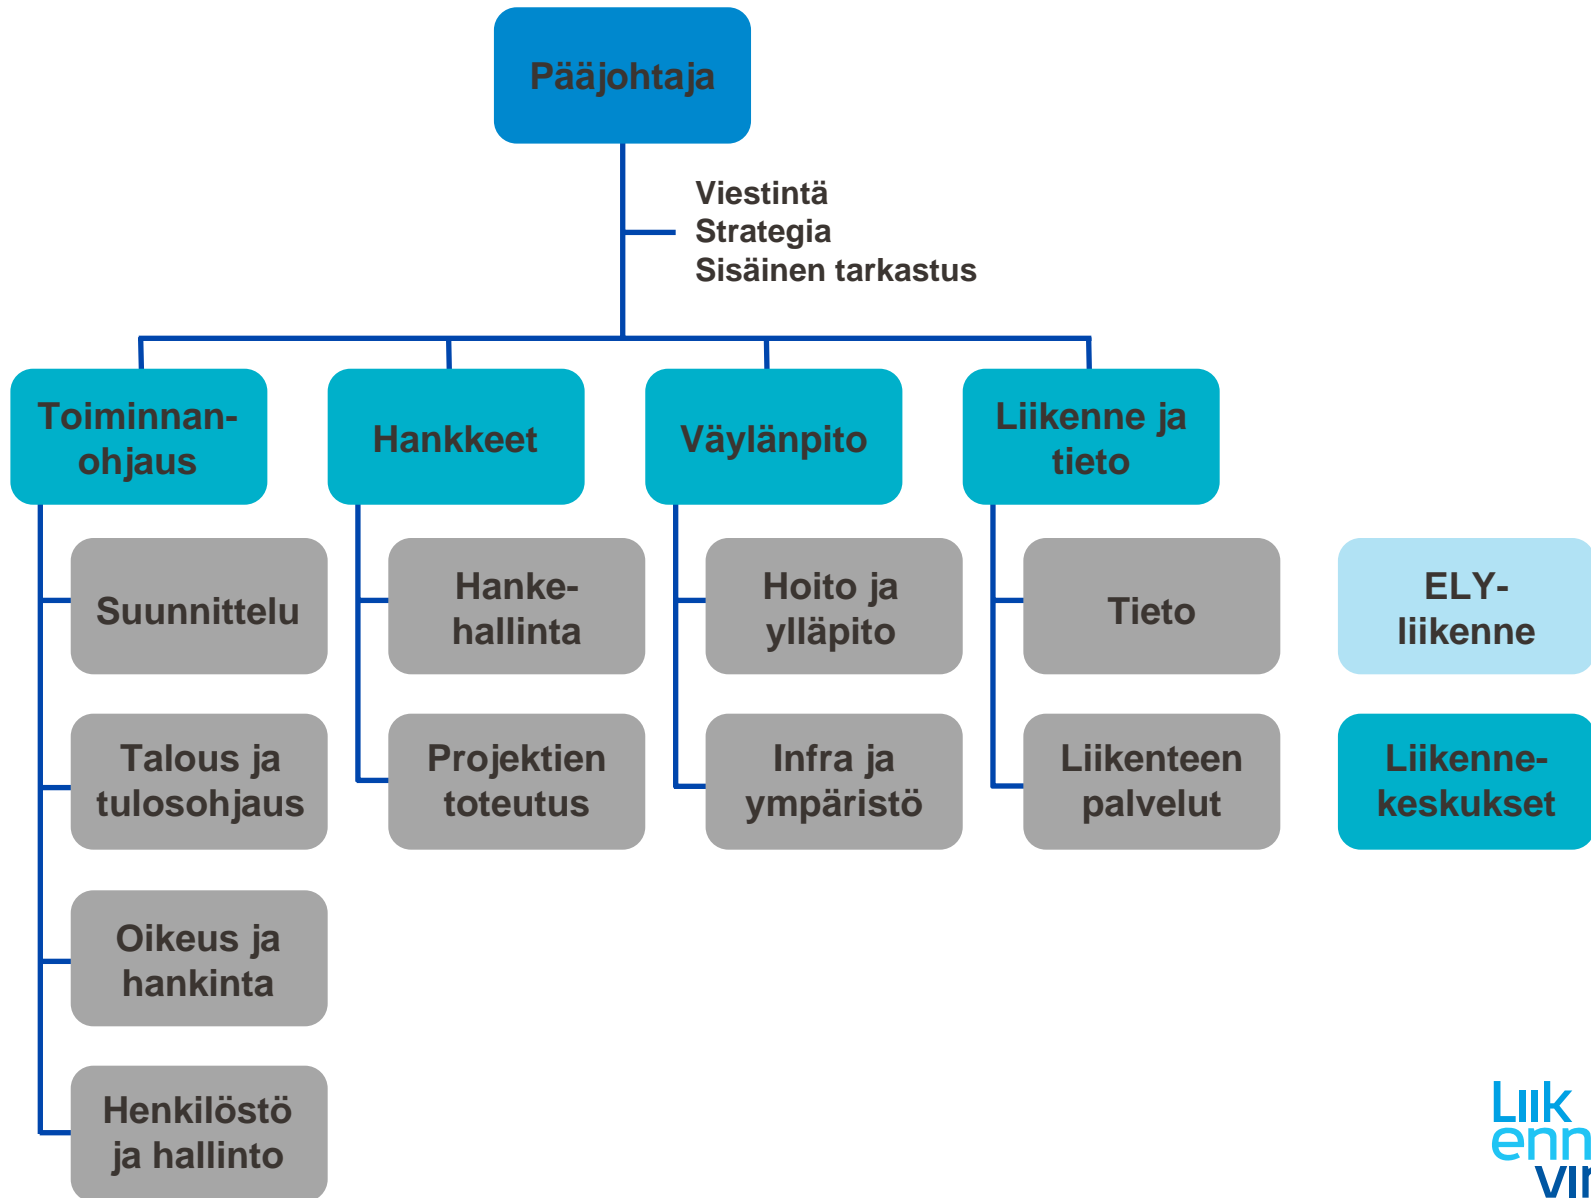 Pääjohtaja
Viestintä
Strategia
Sisäinen tarkastus
Toiminnan-
ohjaus
Hankkeet
Väylänpito
Liikenne ja
tieto
Suunnittelu
Hanke-
hallinta
Hoito ja
ylläpito
Tieto
ELY-
liikenne
Talous ja
tulosohjaus
Projektien
toteutus
Infra ja
ympäristö
Liikenteen
palvelut
Liikenne-
keskukset
Oikeus ja
hankinta
Henkilöstö
ja hallinto
Liik
enn